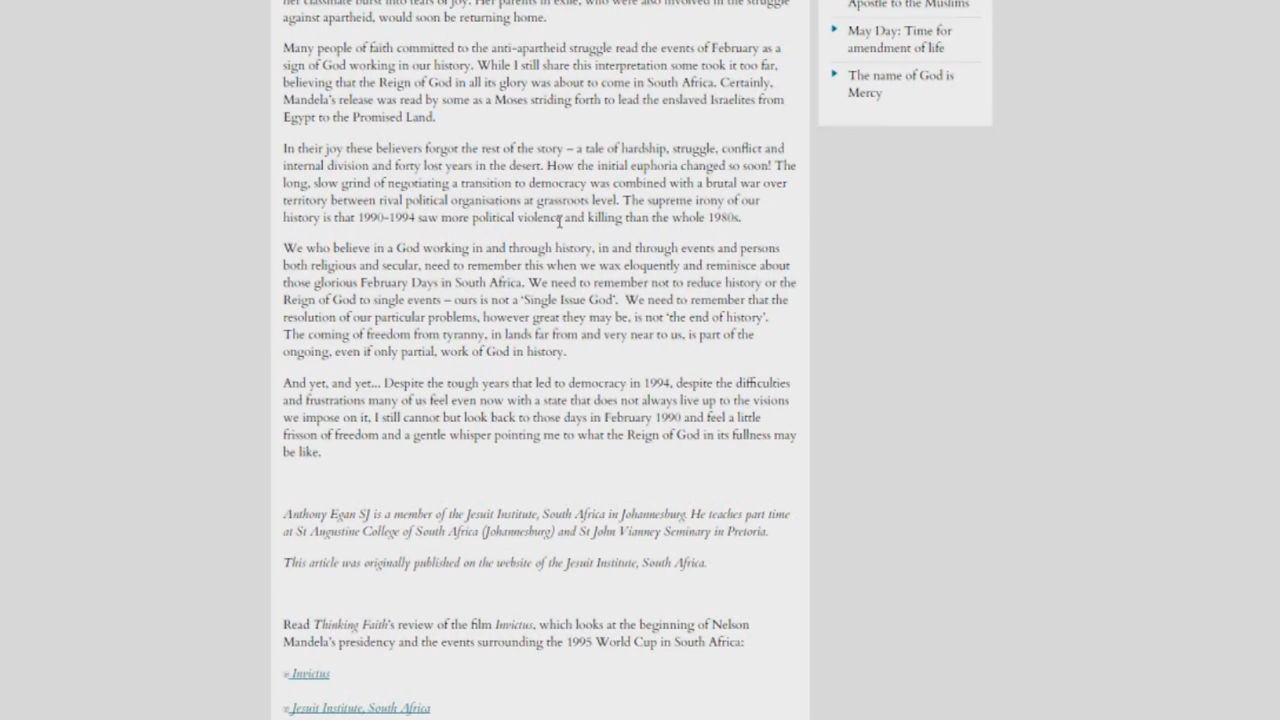 her classmate burst into tears of joy. Her parents in exile, who were also involved in the struggle
against apartheid, would soon be returning home.
Many people of faith committed to the anti-apartheid struggle read the events of February as a
sign of God working in our history. While I still share this interpretation some took it too far,
believing that the Reign of God in all its glory was about to come in South Africa. Certainly,
Mandela's release was read by some as a Moses striding forth to lead the enslaved Israelites from
Egypt to the Promised Land.
In their joy these believers forgot the rest of the story – a tale of hardship, struggle, conflict and
internal division and forty lost years in the desert. How the initial euphoria changed so soon! The
long, slow grind of negotiating a transition to democracy was combined with a brutal war over
territory between rival political organisations at grassroots level. The supreme irony of our
history is that 1990-1994 saw more political violence and killing than the whole 1980s.
We who believe in a God working in and through history, in and through events and persons
both religious and secular, need to remember this when we wax eloquently and reminisce about
those glorious February Days in South Africa. We need to remember not to reduce history or the
Reign of God to single events – ours is not a ‘Single Issue God’. We need to remember that the
resolution of our particular problems, however great they may be, is not ‘the end of history’.
The coming of freedom from tyranny, in lands far from and very near to us, is part of the
ongoing, even if only partial, work of God in history.
And yet, and yet... Despite the tough years that led to democracy in 1994, despite the difficulties
and frustrations many of us feel even now with a state that does not always live up to the visions
we impose on it, I still cannot but look back to those days in February 1990 and feel a little
frisson of freedom and a gentle whisper pointing me to what the Reign of God in its fullness may
be like.
Anthony Egan SJ is a member of the Jesuit Institute, South Africa in Johannesburg. He teaches part time
at St Augustine College of South Africa (Johannesburg) and St John Vianney Seminary in Pretoria.
This article was originally published on the website of the Jesuit Institute, South Africa.
Read Thinking Faith's review of the film Invictus, which looks at the beginning of Nelson
Mandela's presidency and the events surrounding the 1995 World Cup in South Africa:
» Invictus
» Jesuit Institute, South Africa
Apostle to the Muslims
May Day: Time for
amendment of life
The name of God is
Mercy